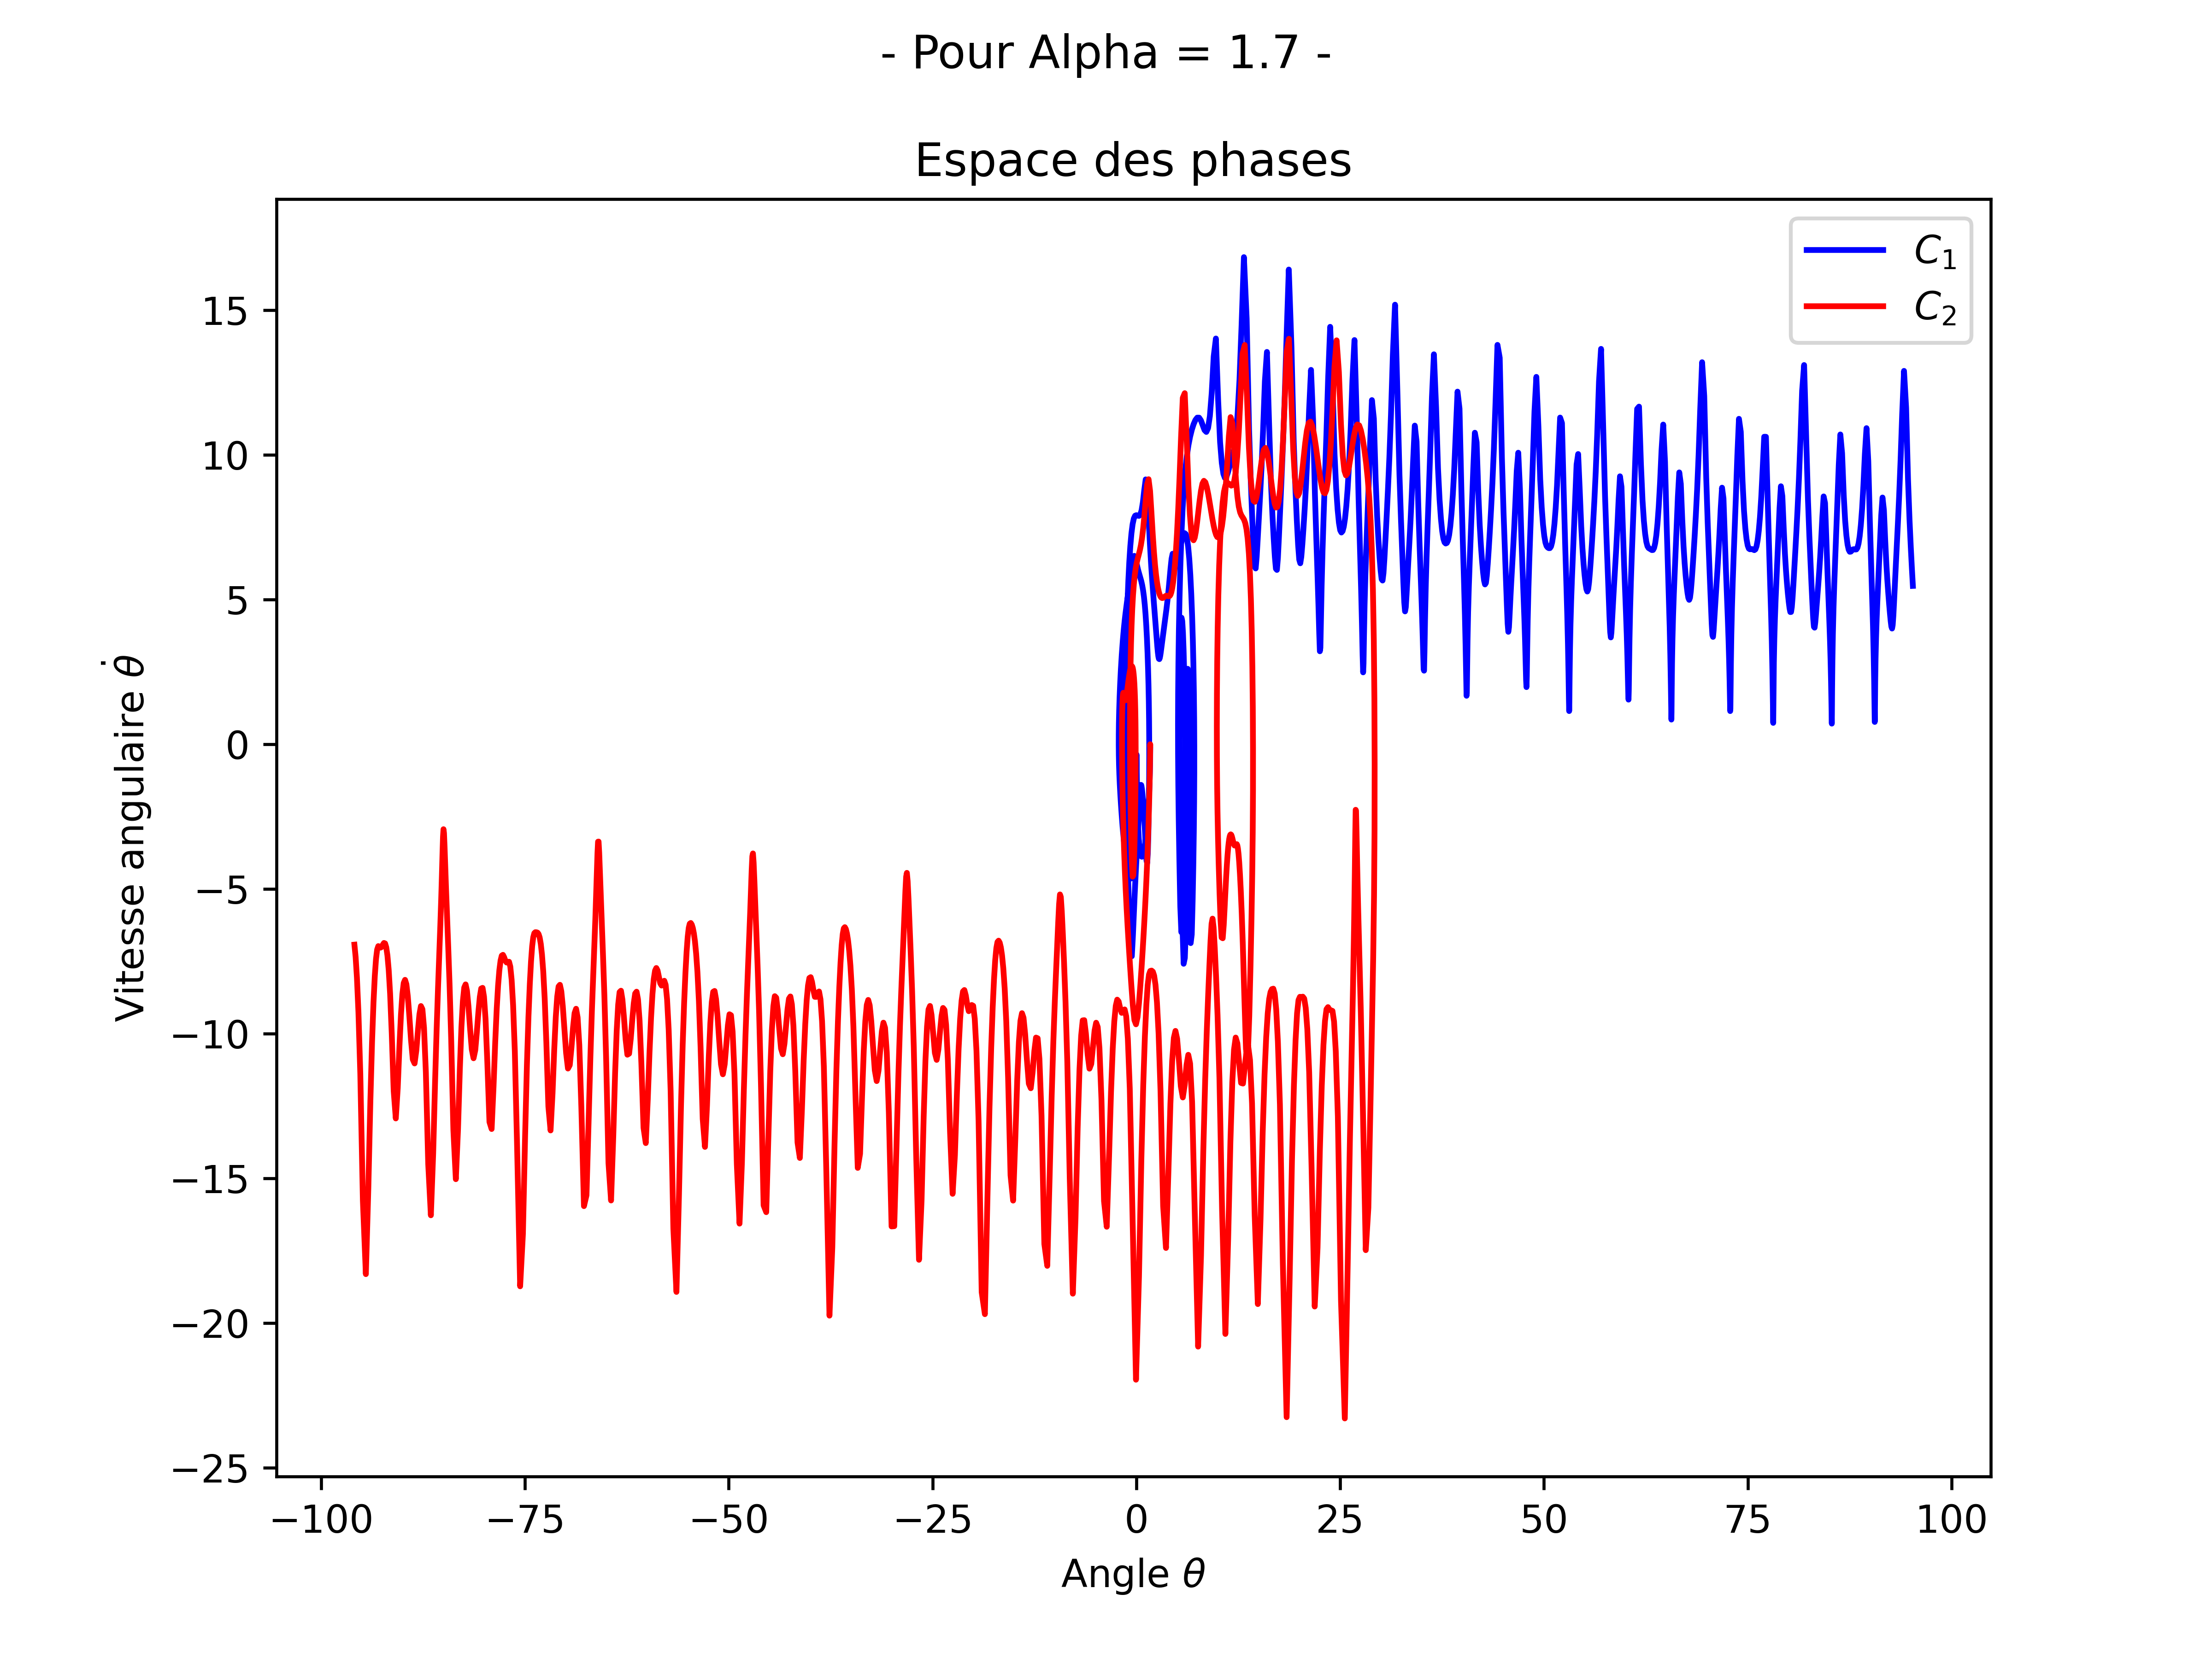 - Pour Alpha = 1.7 -
Espace des phases
C₁
C₂
15
10
5
0
−5
−10
−15
−20
−25
Vitesse angulaire θ̇
−100 −75 −50 −25 0 25 50 75 100
Angle θ